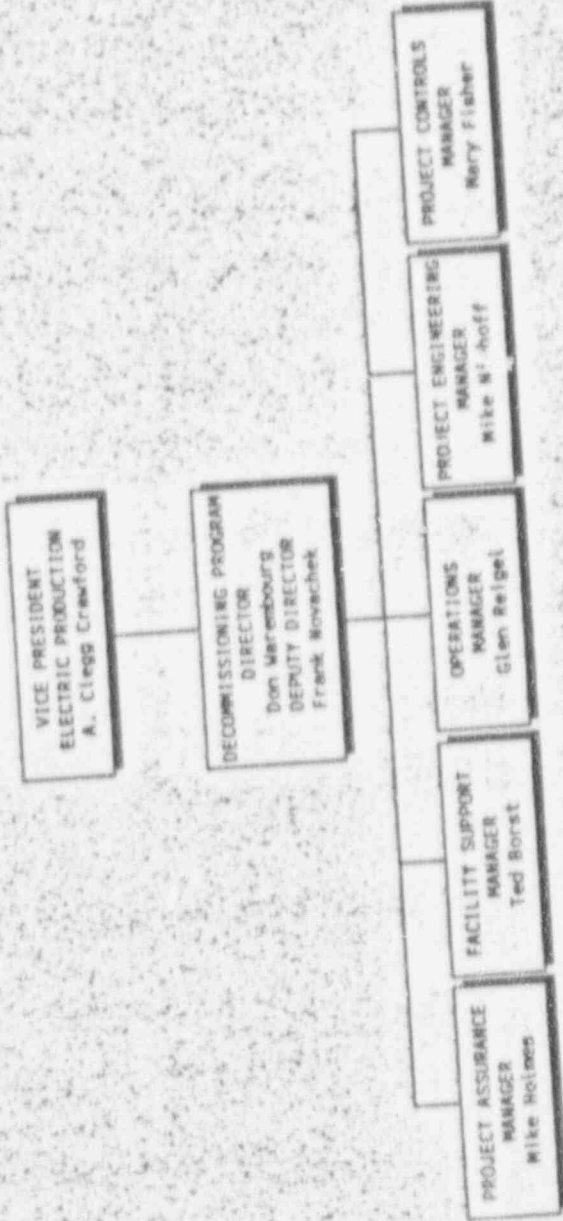 VICE PRESIDENT
ELECTRIC PRODUCTION
A. Clegg Crawford
DECOMMISSIONING PROGRAM
DIRECTOR
Don Warembourg
DEPUTY DIRECTOR
Frank Novachek
PROJECT ASSURANCE
MANAGER
Mike Holmes
FACILITY SUPPORT
MANAGER
Ted Borst
OPERATIONS
MANAGER
Glen Reigel
PROJECT ENGINEERING
MANAGER
Mike
PROJECT CONTROLS
MANAGER
Mary Fisher